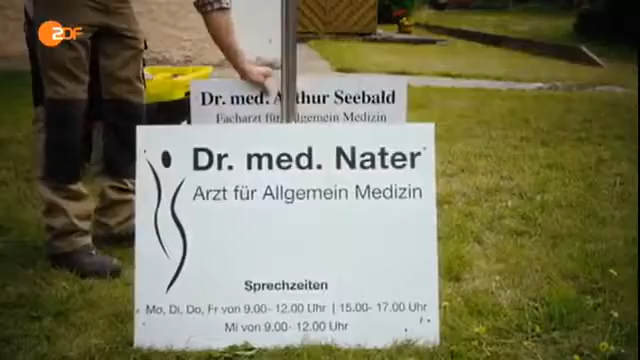 ZDF
Dr. med. Arthur Seebald
Facharzt für Allgemein Medizin
Dr. med. Nater
Arzt für Allgemein Medizin
Sprechzeiten
Mo, Di, Do, Fr von 9.00- 12.00 Uhr | 15.00- 17.00 Uhr
Mi von 9.00- 12.00 Uhr